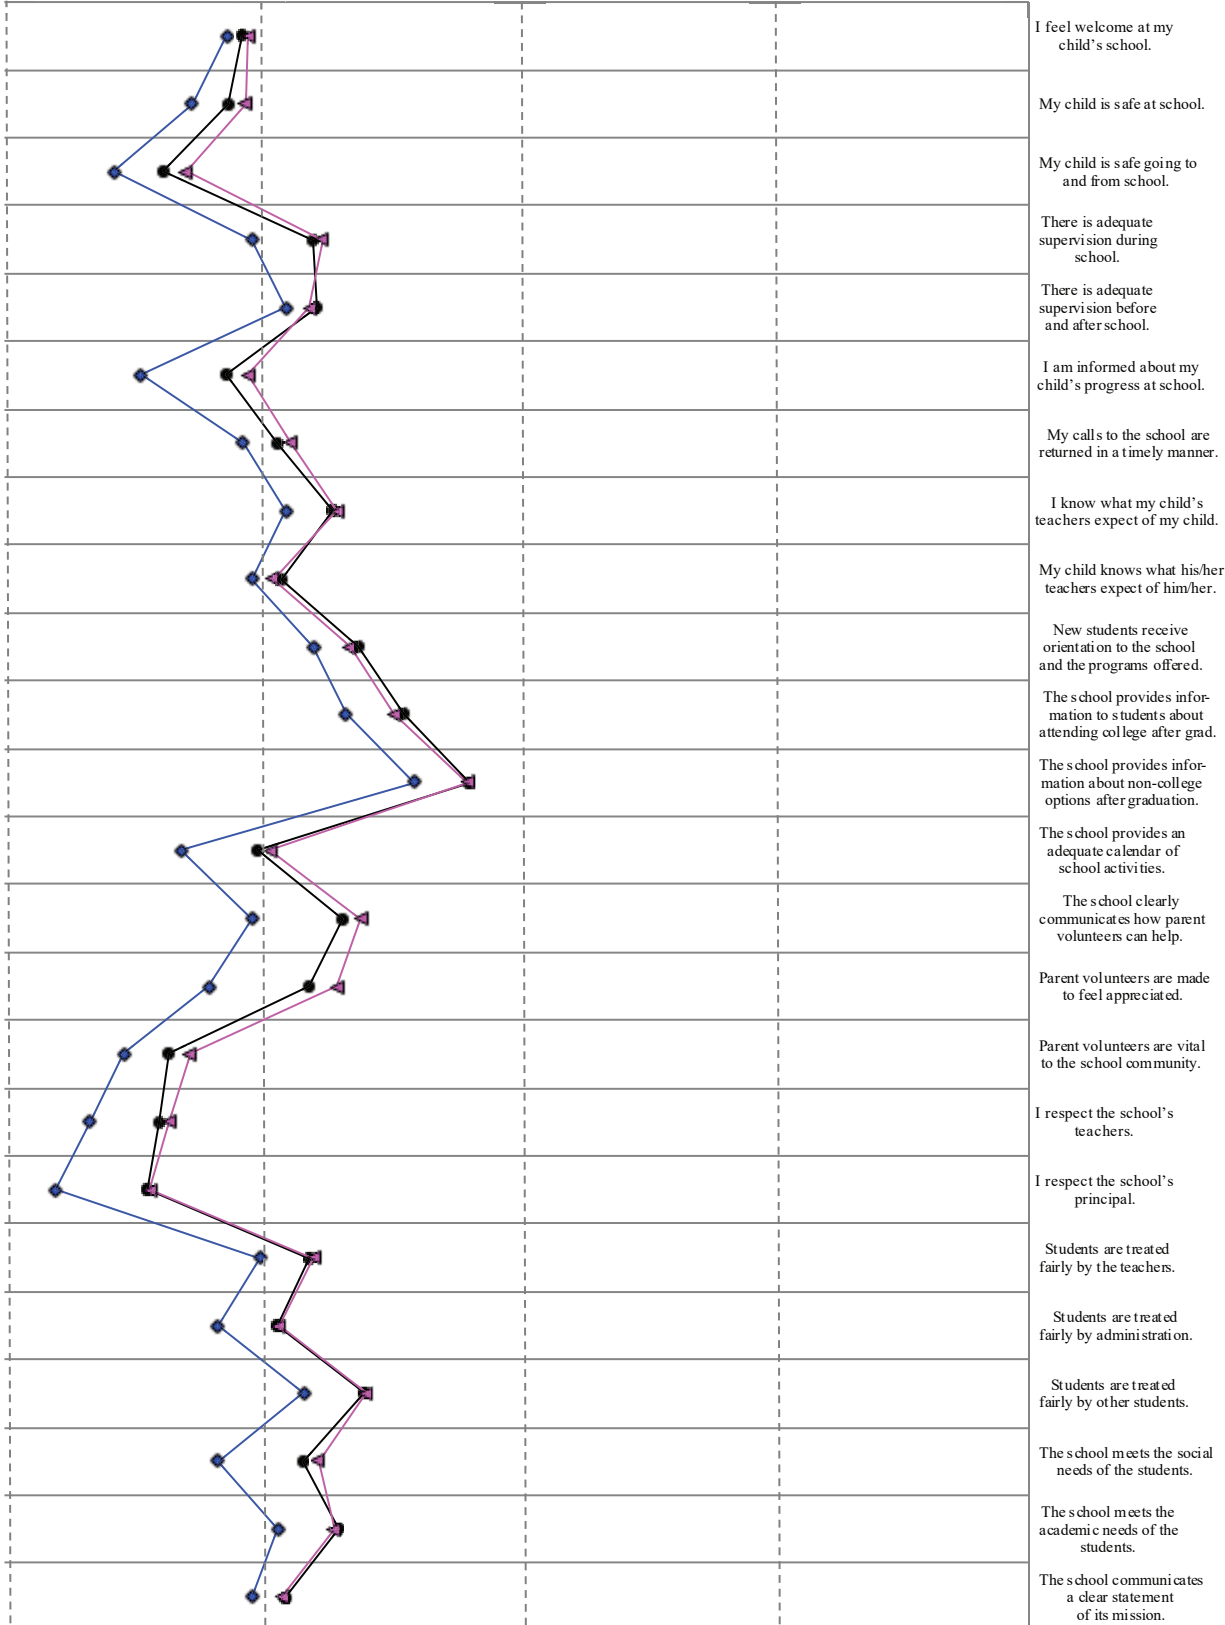 I feel welcome at my
child's school.
My child is safe at school.
My child is safe going to
and from school.
There is adequate
supervision during
school.
There is adequate
supervision before
and after school.
I am informed about my
child's progress at school.
My calls to the school are
returned in a timely manner.
I know what my child's
teachers expect of my child.
My child knows what his/her
teachers expect of him/her.
New students receive
orientation to the school
and the programs offered.
The school provides infor-
mation to students about
attending college after grad.
The school provides infor-
mation about non-college
options after graduation.
The school provides an
adequate calendar of
school activities.
The school clearly
communicates how parent
volunteers can help.
Parent volunteers are made
to feel appreciated.
Parent volunteers are vital
to the school community.
I respect the school's
teachers.
I respect the school's
principal.
Students are treated
fairly by the teachers.
Students are treated
fairly by administration.
Students are treated
fairly by other students.
The school meets the social
needs of the students.
The school meets the
academic needs of the
students.
The school communicates
a clear statement
of its mission.